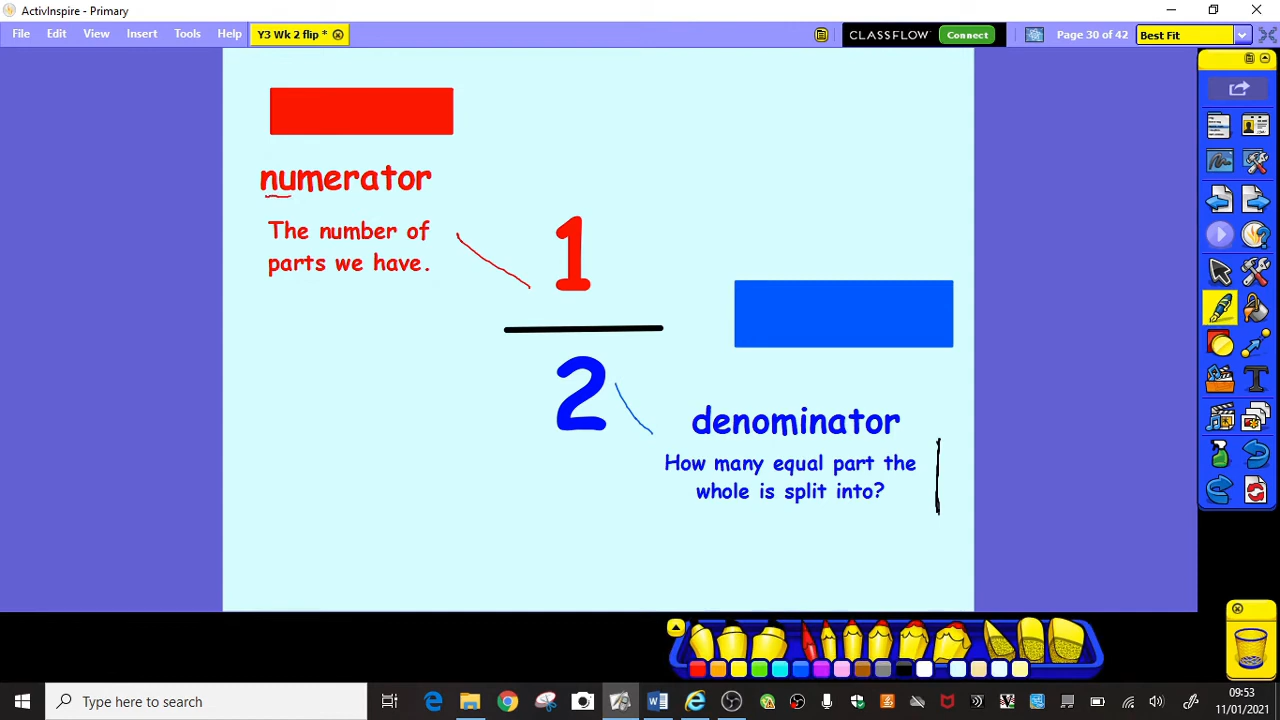 ActivInspire - Primary
File Edit View Insert Tools Help Y3 Wk 2 flip * CLASSFLOW Connect Page 30 of 42 Best Fit
numerator
The number of
parts we have.
1
2
denominator
How many equal part the
whole is split into?
Type here to search
09:53
11/01/2021